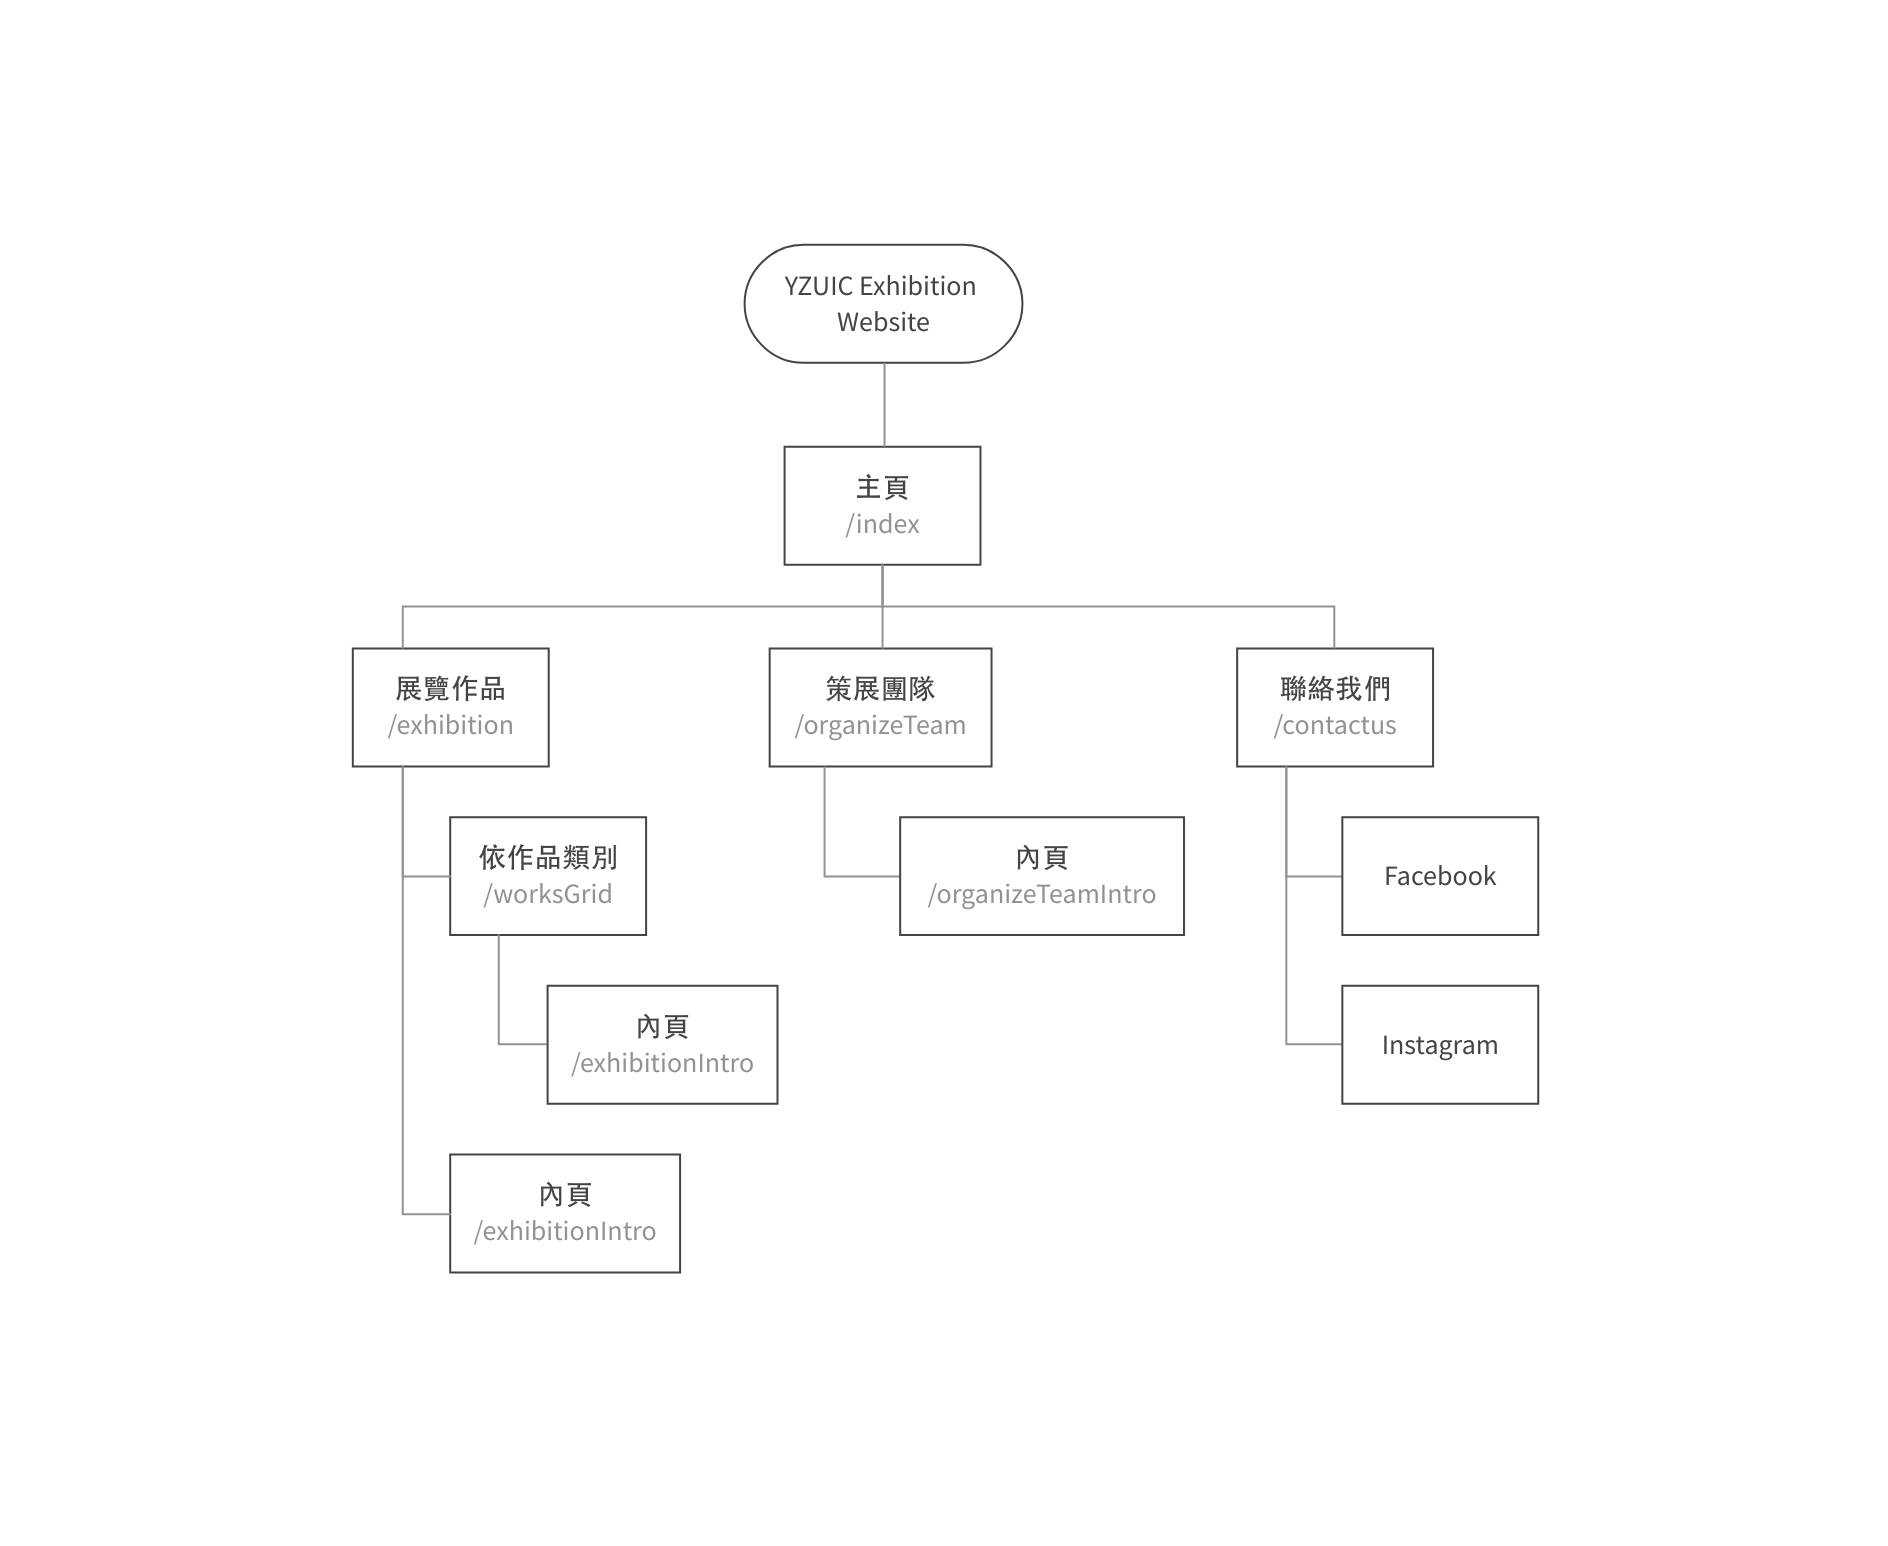 YZUIC Exhibition
Website
主頁
/index
展覽作品
/exhibition
策展團隊
/organizeTeam
聯絡我們
/contactus
依作品類別
/worksGrid
內頁
/organizeTeamIntro
Facebook
內頁
/exhibitionIntro
Instagram
內頁
/exhibitionIntro